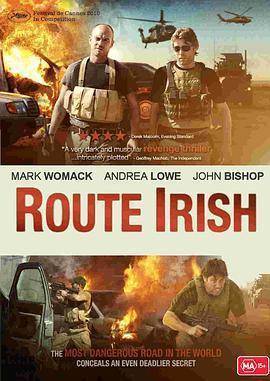 Festival de Cannes 2010
In Competition
Derek Malcolm, Evening Standard
"A very dark and muscular revenge thriller
...intricately plotted"
Geoffrey Macnab, The Independent
MARK WOMACK ANDREA LOWE JOHN BISHOP
ROUTE IRISH
THE MOST DANGEROUS ROAD IN THE WORLD
CONCEALS AN EVEN DEADLIER SECRET
MA 15+